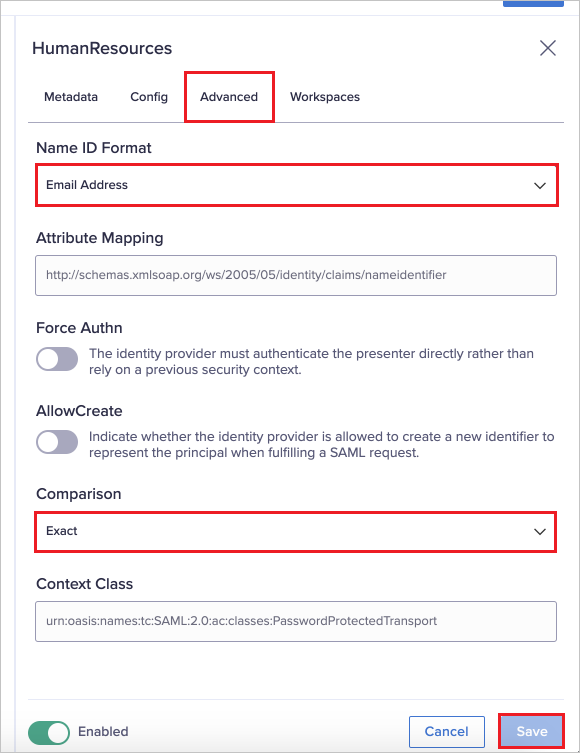 HumanResources
Metadata Config Advanced Workspaces
Name ID Format
Email Address
Attribute Mapping
http://schemas.xmlsoap.org/ws/2005/05/identity/claims/nameidentifier
Force Authn
The identity provider must authenticate the presenter directly rather than
rely on a previous security context.
AllowCreate
Indicate whether the identity provider is allowed to create a new identifier to
represent the principal when fulfilling a SAML request.
Comparison
Exact
Context Class
urn:oasis:names:tc:SAML:2.0:ac:classes:PasswordProtectedTransport
Enabled Cancel Save